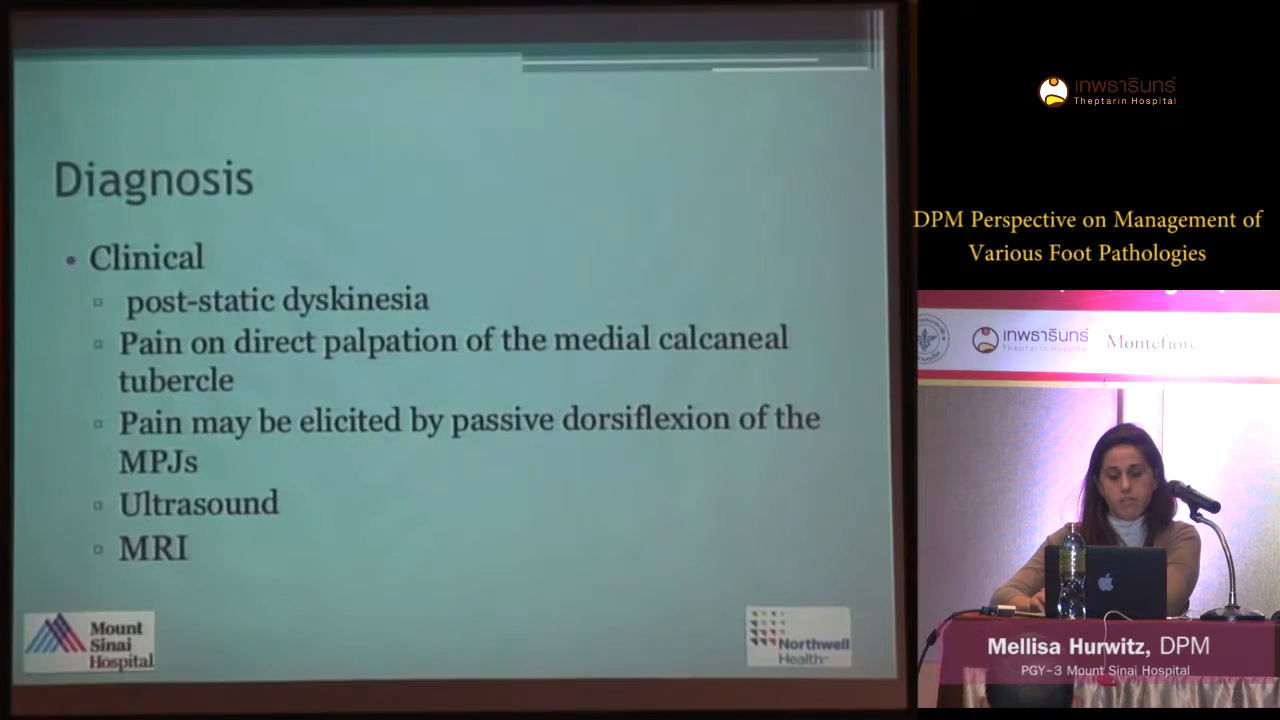 Diagnosis
• Clinical
▫ post-static dyskinesia
▫ Pain on direct palpation of the medial calcaneal
tubercle
▫ Pain may be elicited by passive dorsiflexion of the
MPJs
▫ Ultrasound
▫ MRI
Mount
Sinai
Hospital
Northwell
Health
เทพธารินทร์
Theptarin Hospital
DPM Perspective on Management of
Various Foot Pathologies
เทพธารินทร์
Theptarin Hospital
Mellisa Hurwitz, DPM
PGY-3 Mount Sinai Hospital